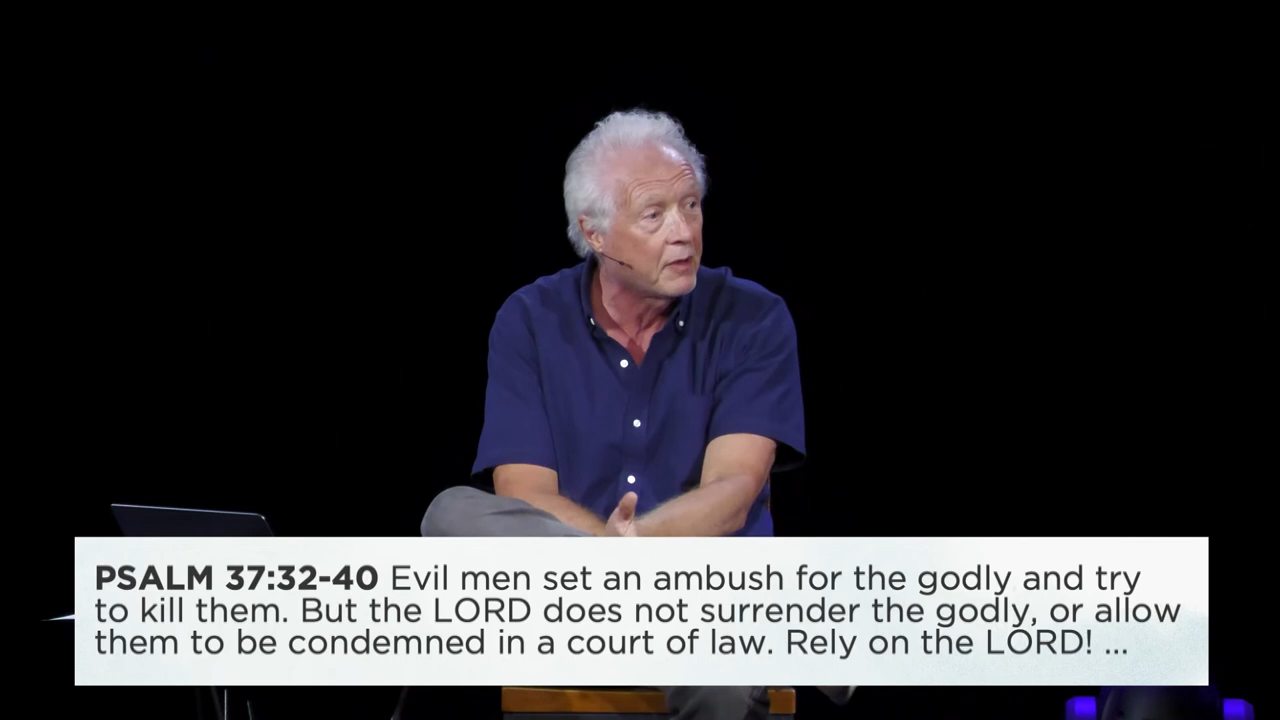 PSALM 37:32-40 Evil men set an ambush for the godly and try
to kill them. But the LORD does not surrender the godly, or allow
them to be condemned in a court of law. Rely on the LORD! ...